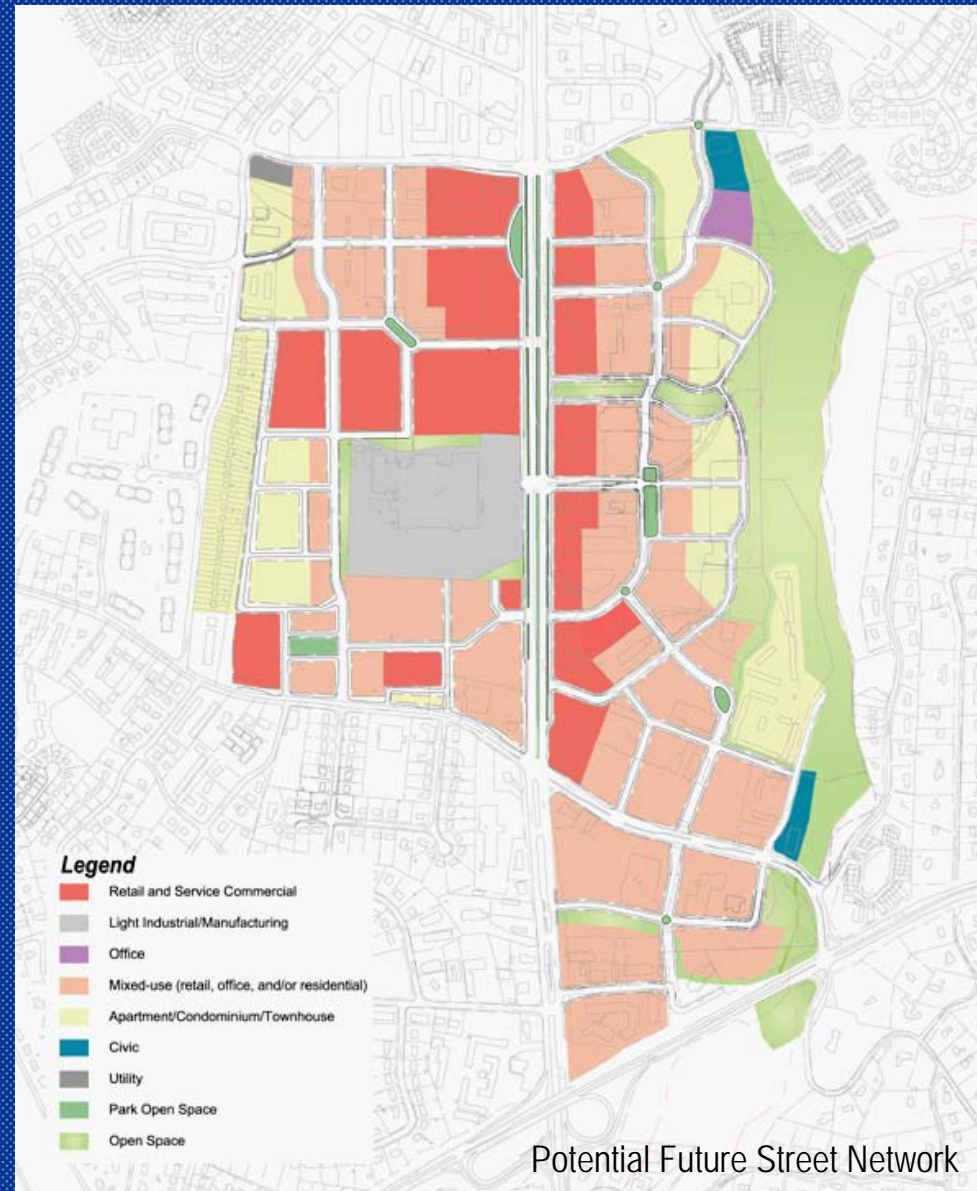 Legend
Retail and Service Commercial
Light Industrial/Manufacturing
Office
Mixed-use (retail, office, and/or residential)
Apartment/Condominium/Townhouse
Civic
Utility
Park Open Space
Open Space
Potential Future Street Network